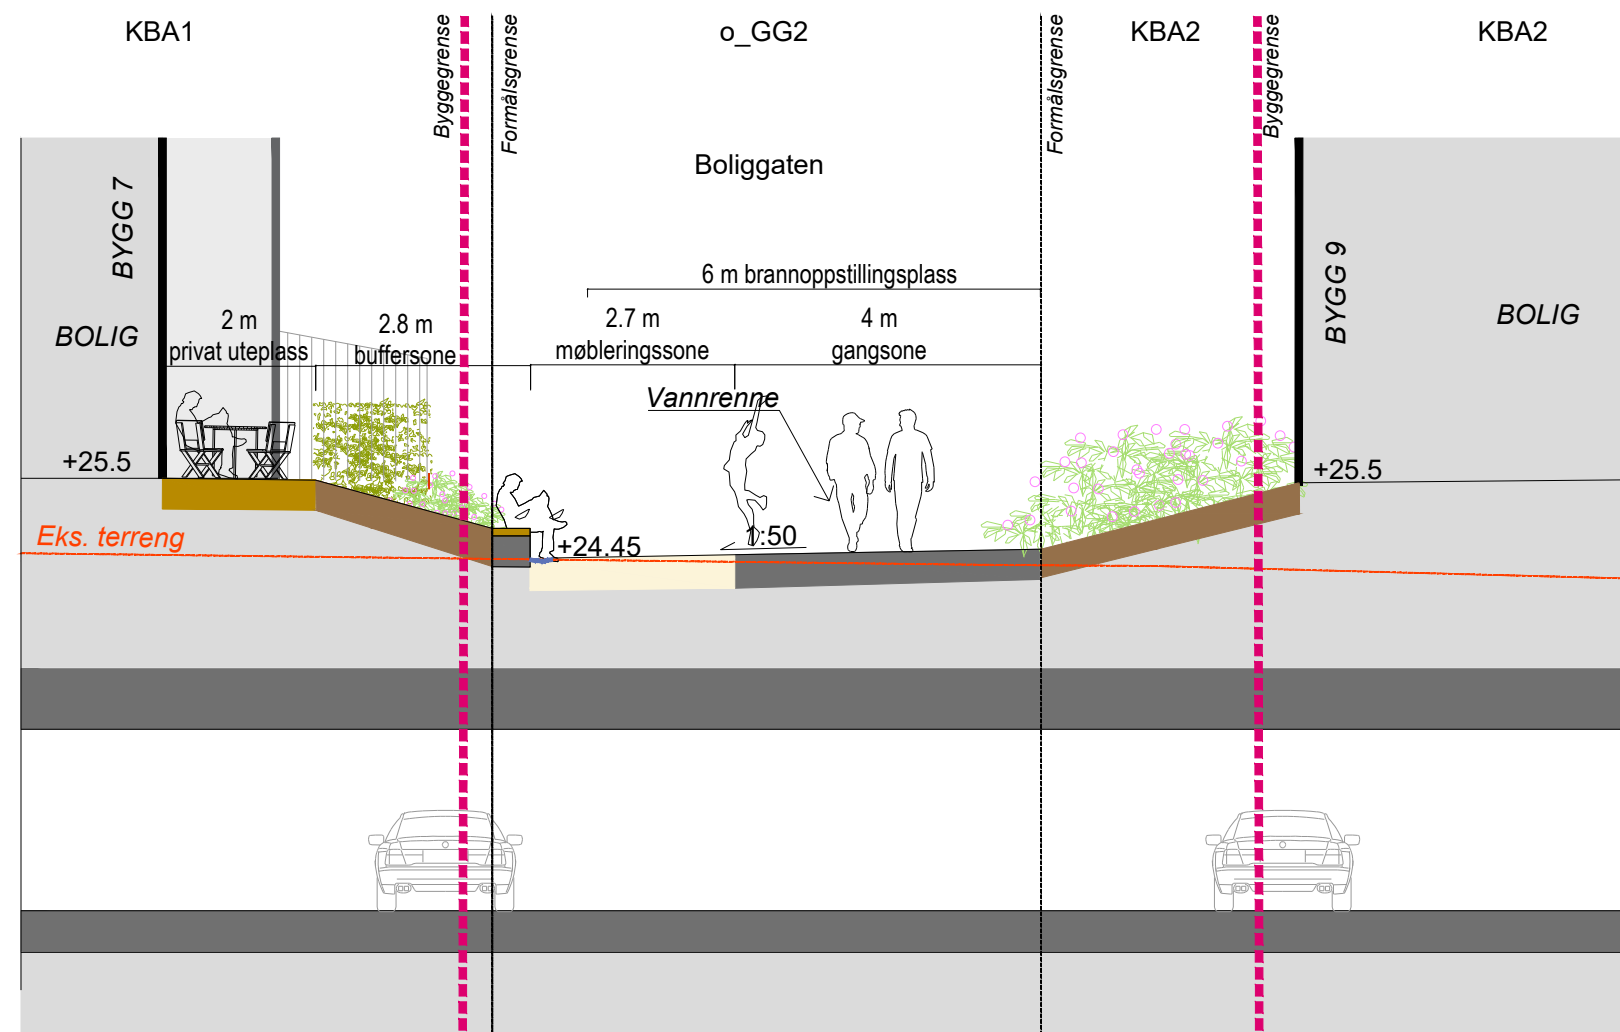 KBA1
o_GG2
KBA2
KBA2
Byggegrense
Formålsgrense
Formålsgrense
Byggegrense
Boliggaten
BYGG 7
BYGG 9
6 m brannoppstillingsplass
BOLIG
BOLIG
2 m
privat uteplass
2.8 m
buffersone
2.7 m
møbleringssone
4 m
gangsone
Vannrenne
+25.5
+25.5
Eks. terreng
+24.45
1:50